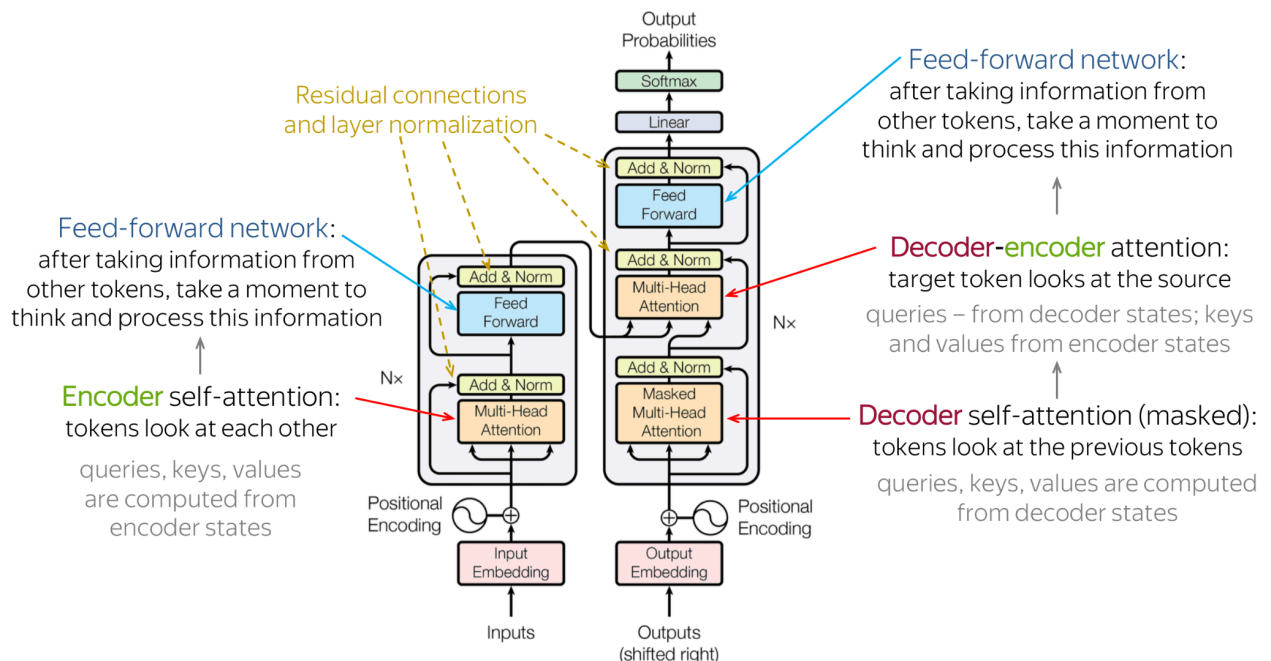 Output
Probabilities
Softmax
Linear
Add & Norm
Feed
Forward
Add & Norm
Multi-Head
Attention
N×
Add & Norm
Masked
Multi-Head
Attention
Positional
Encoding
Output
Embedding
Outputs
(shifted right)
Residual connections
and layer normalization
Feed-forward network:
after taking information from
other tokens, take a moment to
think and process this information
Encoder self-attention:
tokens look at each other
queries, keys, values
are computed from
encoder states
Add & Norm
Feed
Forward
N×
Add & Norm
Multi-Head
Attention
Positional
Encoding
Input
Embedding
Inputs
Feed-forward network:
after taking information from
other tokens, take a moment to
think and process this information
Decoder-encoder attention:
target token looks at the source
queries – from decoder states; keys
and values from encoder states
Decoder self-attention (masked):
tokens look at the previous tokens
queries, keys, values are computed
from decoder states